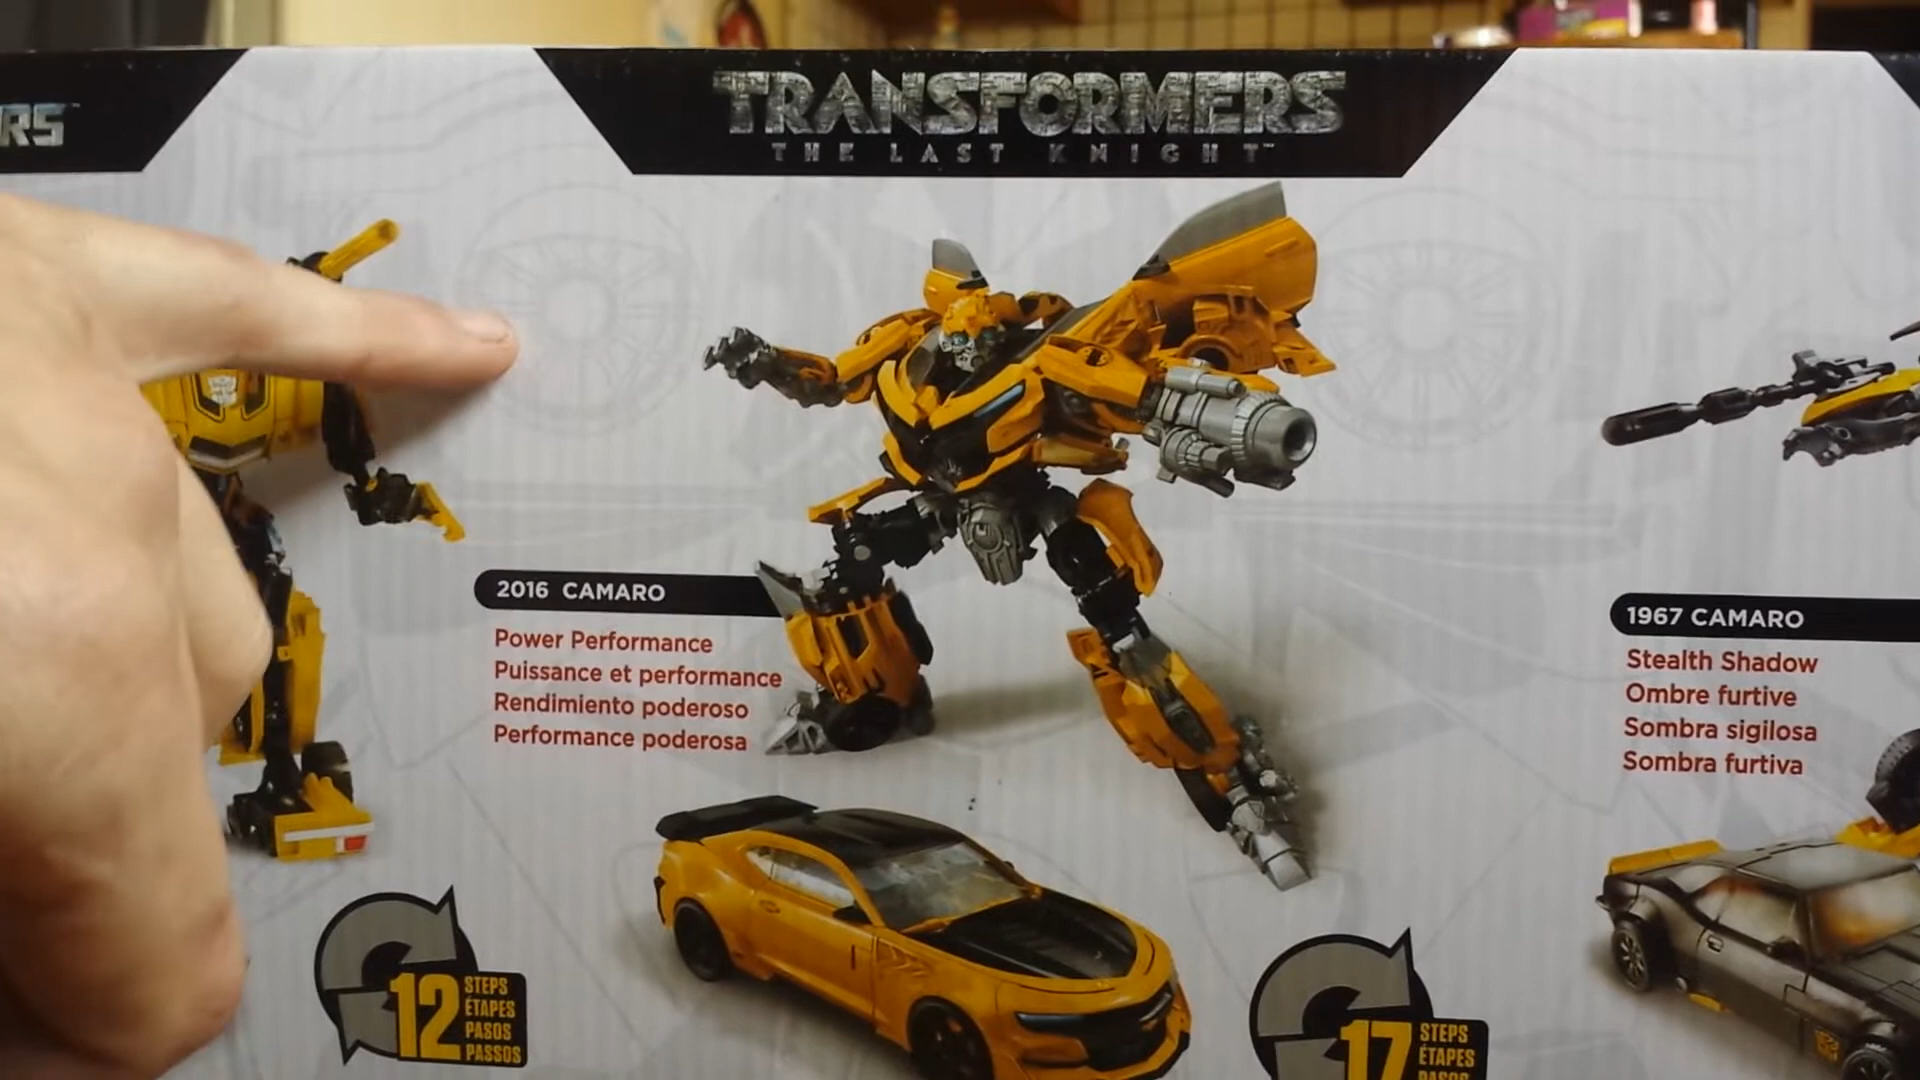 RS
TRANSFORMERS
THE LAST KNIGHT™
2016 CAMARO
Power Performance
Puissance et performance
Rendimiento poderoso
Performance poderosa
1967 CAMARO
Stealth Shadow
Ombre furtive
Sombra sigilosa
Sombra furtiva
12
STEPS
ÉTAPES
PASOS
PASSOS
17
STEPS
ÉTAPES
PASOS